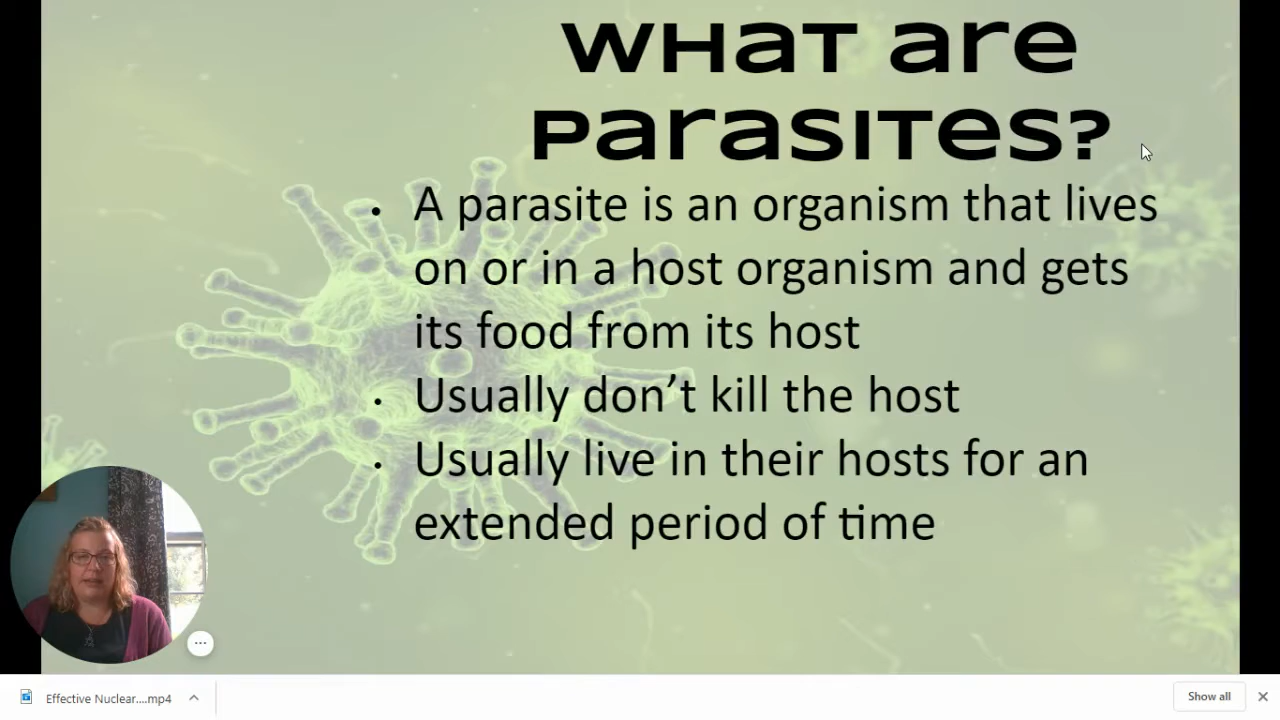 What are
Parasites?
• A parasite is an organism that lives
on or in a host organism and gets
its food from its host
• Usually don’t kill the host
• Usually live in their hosts for an
extended period of time
Effective Nuclear....mp4
Show all